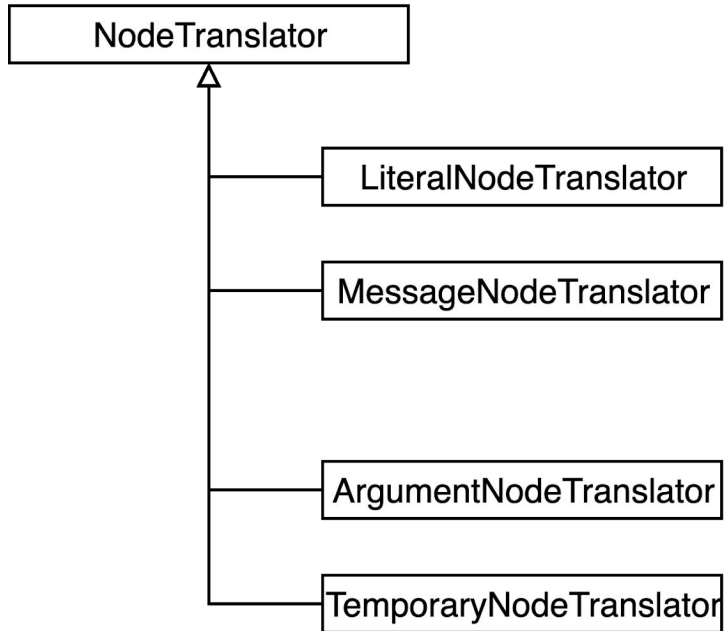 NodeTranslator
LiteralNodeTranslator
MessageNodeTranslator
ArgumentNodeTranslator
TemporaryNodeTranslator